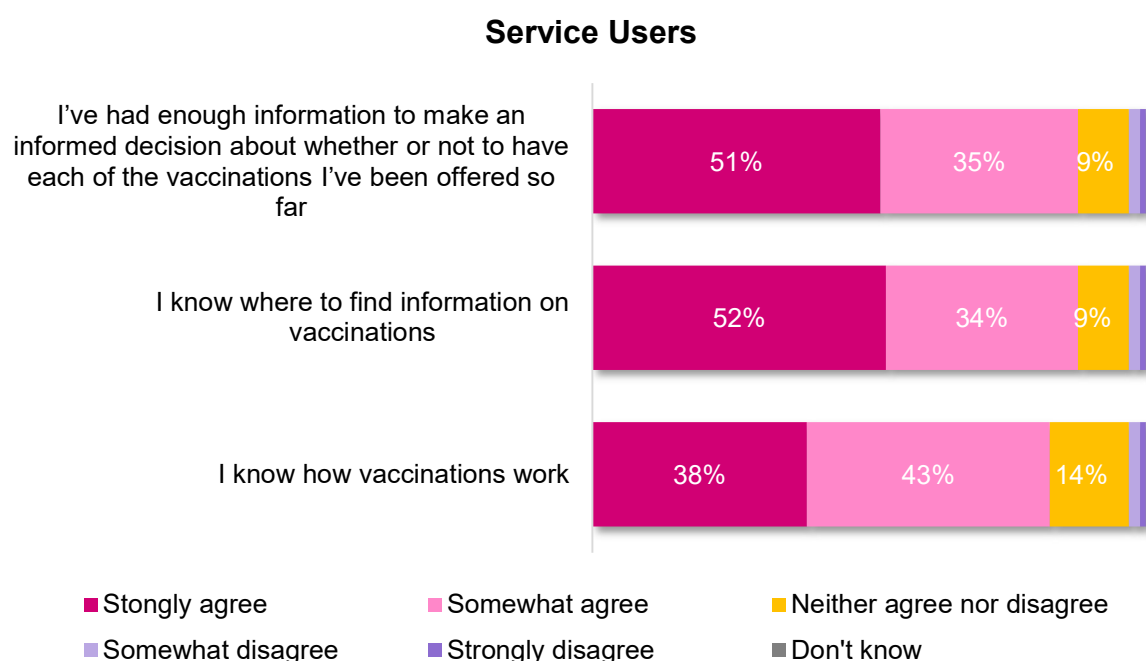 Service Users
I’ve had enough information to make an
informed decision about whether or not to have
each of the vaccinations I’ve been offered so
far
51% 35% 9%
I know where to find information on
vaccinations
52% 34% 9%
I know how vaccinations work
38% 43% 14%
Stongly agree Somewhat agree Neither agree nor disagree
Somewhat disagree Strongly disagree Don't know